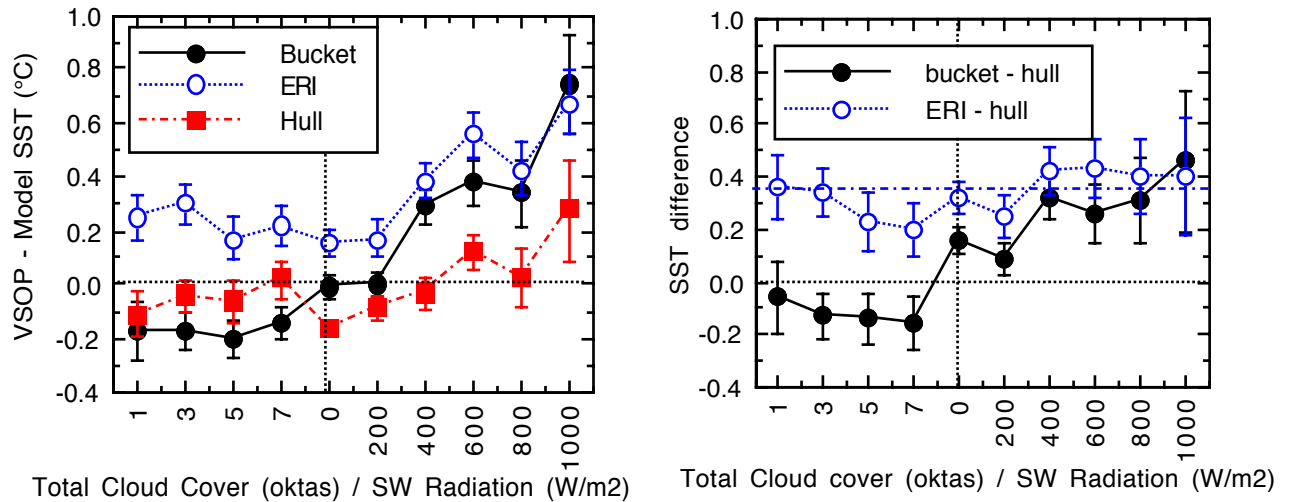 VSOP - Model SST (°C)
1.0
0.8
0.6
0.4
0.2
0.0
-0.2
-0.4
Bucket
ERI
Hull
1 3 5 7 0 200 400 600 800 1000
Total Cloud Cover (oktas) / SW Radiation (W/m2)
SST difference
1.0
0.8
0.6
0.4
0.2
0.0
-0.2
-0.4
bucket - hull
ERI - hull
1 3 5 7 0 200 400 600 800 1000
Total Cloud cover (oktas) / SW Radiation (W/m2)